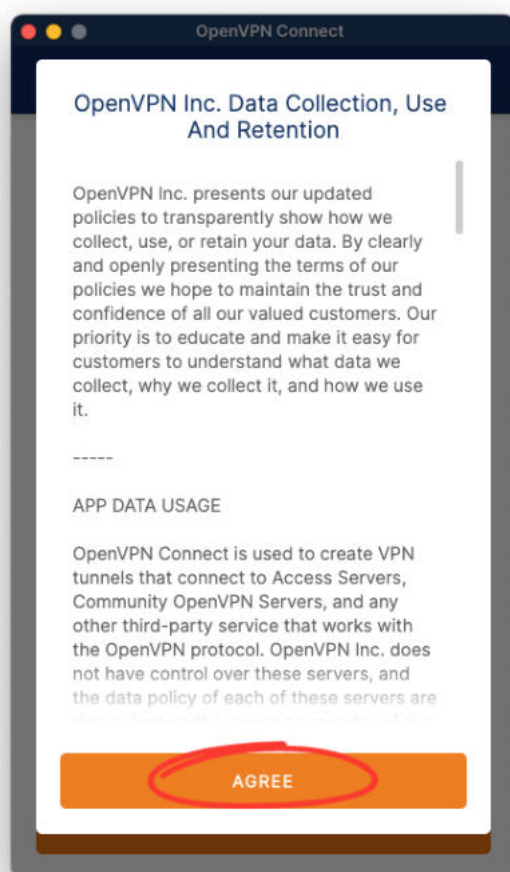 OpenVPN Connect
OpenVPN Inc. Data Collection, Use
And Retention
OpenVPN Inc. presents our updated
policies to transparently show how we
collect, use, or retain your data. By clearly
and openly presenting the terms of our
policies we hope to maintain the trust and
confidence of all our valued customers. Our
priority is to educate and make it easy for
customers to understand what data we
collect, why we collect it, and how we use
it.
-----
APP DATA USAGE
OpenVPN Connect is used to create VPN
tunnels that connect to Access Servers,
Community OpenVPN Servers, and any
other third-party service that works with
the OpenVPN protocol. OpenVPN Inc. does
not have control over these servers, and
the data policy of each of these servers are
AGREE